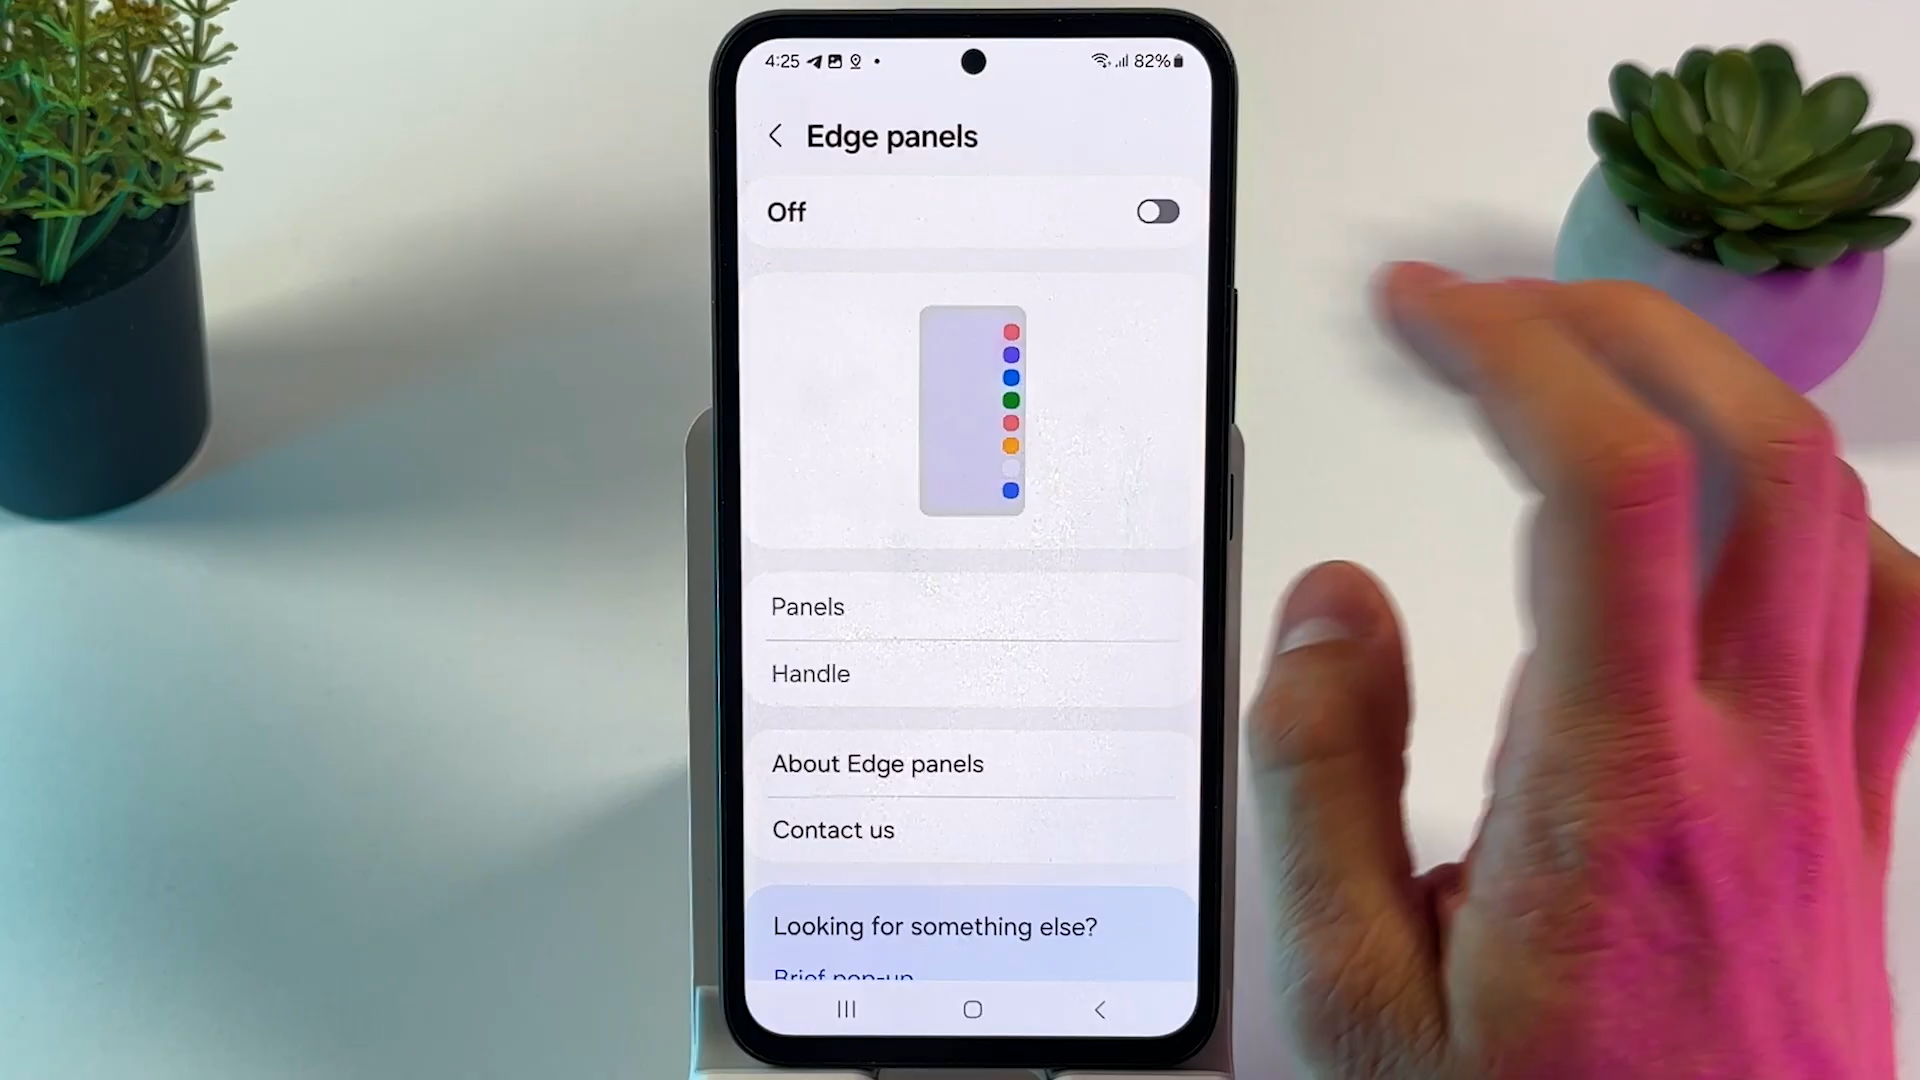 4:25 82%
Edge panels
Off
Panels
Handle
About Edge panels
Contact us
Looking for something else?
Brief pop-up